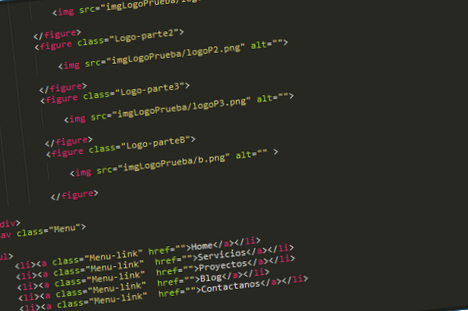 <img src="imgLogoPrueba/
</figure>
<figure class="Logo-parte2">
<img src="imgLogoPrueba/logoP2.png" alt="">
</figure>
<figure class="Logo-parte3">
<img src="imgLogoPrueba/logoP3.png" alt="">
</figure>
<figure class="Logo-parteB">
<img src="imgLogoPrueba/b.png" alt="" >
</figure>
div>
av class="Menu">
ul>
<li><a class="Menu-link" href="">Home</a></li>
<li><a class="Menu-link" href="">Servicios</a></li>
<li><a class="Menu-link" href="">Proyectos</a></li>
<li><a class="Menu-link" href="">Blog</a></li>
<li><a class="Menu-link" href="">Contactanos</a></li>